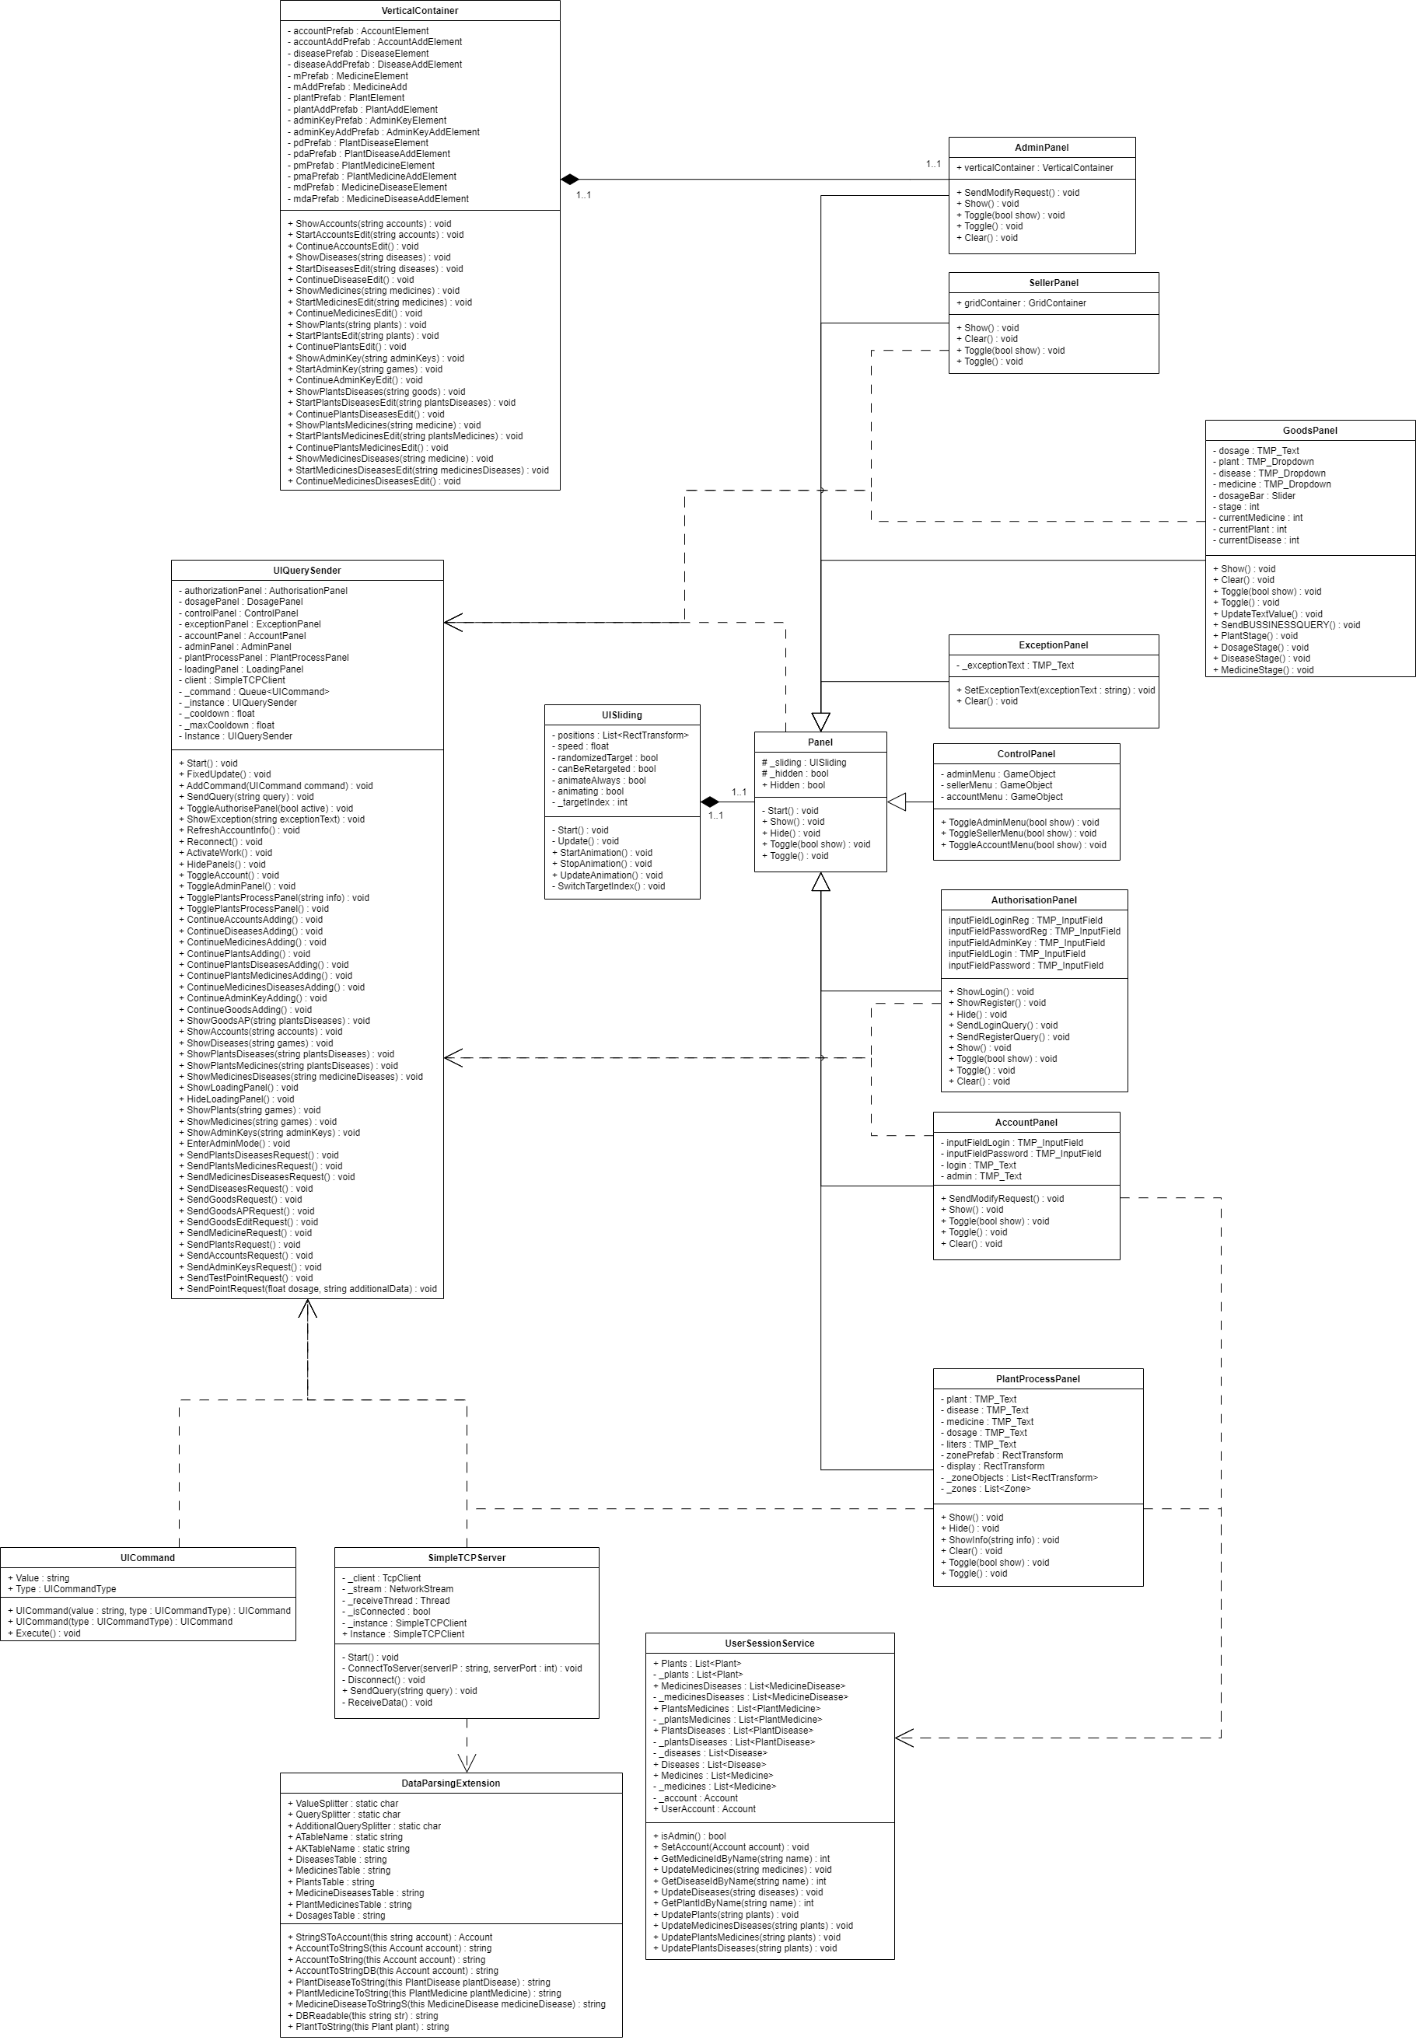 VerticalContainer
- accountPrefab : AccountElement
- accountAddPrefab : AccountAddElement
- diseasePrefab : DiseaseElement
- diseaseAddPrefab : DiseaseAddElement
- mPrefab : MedicineElement
- mAddPrefab : MedicineAdd
- plantPrefab : PlantElement
- plantAddPrefab : PlantAddElement
- adminKeyPrefab : AdminKeyElement
- adminKeyAddPrefab : AdminKeyAddElement
- pdPrefab : PlantDiseaseElement
- pdaPrefab : PlantDiseaseAddElement
- pmPrefab : PlantMedicineElement
- pmaPrefab : PlantMedicineAddElement
- mdPrefab : MedicineDiseaseElement
- mdaPrefab : MedicineDiseaseAddElement
+ ShowAccounts(string accounts) : void
+ StartAccountsEdit(string accounts) : void
+ ContinueAccountsEdit() : void
+ ShowDiseases(string diseases) : void
+ StartDiseasesEdit(string diseases) : void
+ ContinueDiseaseEdit() : void
+ ShowMedicines(string medicines) : void
+ StartMedicinesEdit(string medicines) : void
+ ContinueMedicinesEdit() : void
+ ShowPlants(string plants) : void
+ StartPlantsEdit(string plants) : void
+ ContinuePlantsEdit() : void
+ ShowAdminKey(string adminKeys) : void
+ StartAdminKey(string games) : void
+ ContinueAdminKeyEdit() : void
+ ShowPlantsDiseases(string goods) : void
+ StartPlantsDiseasesEdit(string plantsDiseases) : void
+ ContinuePlantsDiseasesEdit() : void
+ ShowPlantsMedicines(string medicine) : void
+ StartPlantsMedicinesEdit(string plantsMedicines) : void
+ ContinuePlantsMedicinesEdit() : void
+ ShowMedicinesDiseases(string medicine) : void
+ StartMedicinesDiseasesEdit(string medicinesDiseases) : void
+ ContinueMedicinesDiseasesEdit() : void
1..1
1..1
AdminPanel
+ verticalContainer : VerticalContainer
+ SendModifyRequest() : void
+ Show() : void
+ Toggle(bool show) : void
+ Toggle() : void
+ Clear() : void
SellerPanel
+ gridContainer : GridContainer
+ Show() : void
+ Clear() : void
+ Toggle(bool show) : void
+ Toggle() : void
GoodsPanel
- dosage : TMP_Text
- plant : TMP_Dropdown
- disease : TMP_Dropdown
- medicine : TMP_Dropdown
- dosageBar : Slider
- stage : int
- currentMedicine : int
- currentPlant : int
- currentDisease : int
+ Show() : void
+ Clear() : void
+ Toggle(bool show) : void
+ Toggle() : void
+ UpdateTextValue() : void
+ SendBUSSINESSQUERY() : void
+ PlantStage() : void
+ DosageStage() : void
+ DiseaseStage() : void
+ MedicineStage() : void
UIQuerySender
- authorizationPanel : AuthorisationPanel
- dosagePanel : DosagePanel
- controlPanel : ControlPanel
- exceptionPanel : ExceptionPanel
- accountPanel : AccountPanel
- adminPanel : AdminPanel
- plantProcessPanel : PlantProcessPanel
- loadingPanel : LoadingPanel
- client : SimpleTCPClient
- _command : Queue<UICommand>
- _instance : UIQuerySender
- _cooldown : float
- _maxCooldown : float
- Instance : UIQuerySender
+ Start() : void
+ FixedUpdate() : void
+ AddCommand(UICommand command) : void
+ SendQuery(string query) : void
+ ToggleAuthorisePanel(bool active) : void
+ ShowException(string exceptionText) : void
+ RefreshAccountInfo() : void
+ Reconnect() : void
+ ActivateWork() : void
+ HidePanels() : void
+ ToggleAccount() : void
+ ToggleAdminPanel() : void
+ TogglePlantsProcessPanel(string info) : void
+ TogglePlantsProcessPanel() : void
+ ContinueAccountsAdding() : void
+ ContinueDiseasesAdding() : void
+ ContinueMedicinesAdding() : void
+ ContinuePlantsAdding() : void
+ ContinuePlantsDiseasesAdding() : void
+ ContinuePlantsMedicinesAdding() : void
+ ContinueMedicinesDiseasesAdding() : void
+ ContinueAdminKeyAdding() : void
+ ContinueGoodsAdding() : void
+ ShowGoodsAP(string plantsDiseases) : void
+ ShowAccounts(string accounts) : void
+ ShowDiseases(string games) : void
+ ShowPlantsDiseases(string plantsDiseases) : void
+ ShowPlantsMedicines(string plantsDiseases) : void
+ ShowMedicinesDiseases(string medicineDiseases) : void
+ ShowLoadingPanel() : void
+ HideLoadingPanel() : void
+ ShowPlants(string games) : void
+ ShowMedicines(string games) : void
+ ShowAdminKeys(string adminKeys) : void
+ EnterAdminMode() : void
+ SendPlantsDiseasesRequest() : void
+ SendPlantsMedicinesRequest() : void
+ SendMedicinesDiseasesRequest() : void
+ SendDiseasesRequest() : void
+ SendGoodsRequest() : void
+ SendGoodsAPRequest() : void
+ SendGoodsEditRequest() : void
+ SendMedicineRequest() : void
+ SendPlantsRequest() : void
+ SendAccountsRequest() : void
+ SendAdminKeysRequest() : void
+ SendTestPointRequest() : void
+ SendPointRequest(float dosage, string additionalData) : void
ExceptionPanel
- _exceptionText : TMP_Text
+ SetExceptionText(exceptionText : string) : void
+ Clear() : void
UISliding
- positions : List<RectTransform>
- speed : float
- randomizedTarget : bool
- canBeRetargeted : bool
- animateAlways : bool
- animating : bool
- _targetIndex : int
- Start() : void
- Update() : void
+ StartAnimation() : void
+ StopAnimation() : void
+ UpdateAnimation() : void
- SwitchTargetIndex() : void
1..1
1..1
Panel
# _sliding : UISliding
# _hidden : bool
+ Hidden : bool
- Start() : void
+ Show() : void
+ Hide() : void
+ Toggle(bool show) : void
+ Toggle() : void
ControlPanel
- adminMenu : GameObject
- sellerMenu : GameObject
- accountMenu : GameObject
+ ToggleAdminMenu(bool show) : void
+ ToggleSellerMenu(bool show) : void
+ ToggleAccountMenu(bool show) : void
AuthorisationPanel
inputFieldLoginReg : TMP_InputField
inputFieldPasswordReg : TMP_InputField
inputFieldAdminKey : TMP_InputField
inputFieldLogin : TMP_InputField
inputFieldPassword : TMP_InputField
+ ShowLogin() : void
+ ShowRegister() : void
+ Hide() : void
+ SendLoginQuery() : void
+ SendRegisterQuery() : void
+ Show() : void
+ Toggle(bool show) : void
+ Toggle() : void
+ Clear() : void
AccountPanel
- inputFieldLogin : TMP_InputField
- inputFieldPassword : TMP_InputField
- login : TMP_Text
- admin : TMP_Text
+ SendModifyRequest() : void
+ Show() : void
+ Toggle(bool show) : void
+ Toggle() : void
+ Clear() : void
PlantProcessPanel
- plant : TMP_Text
- disease : TMP_Text
- medicine : TMP_Text
- dosage : TMP_Text
- liters : TMP_Text
- zonePrefab : RectTransform
- display : RectTransform
- _zoneObjects : List<RectTransform>
- _zones : List<Zone>
+ Show() : void
+ Hide() : void
+ ShowInfo(string info) : void
+ Clear() : void
+ Toggle(bool show) : void
+ Toggle() : void
UICommand
+ Value : string
+ Type : UICommandType
+ UICommand(value : string, type : UICommandType) : UICommand
+ UICommand(type : UICommandType) : UICommand
+ Execute() : void
SimpleTCPServer
- _client : TcpClient
- _stream : NetworkStream
- _receiveThread : Thread
- _isConnected : bool
- _instance : SimpleTCPClient
+ Instance : SimpleTCPClient
- Start() : void
- ConnectToServer(serverIP : string, serverPort : int) : void
- Disconnect() : void
+ SendQuery(string query) : void
- ReceiveData() : void
UserSessionService
+ Plants : List<Plant>
- _plants : List<Plant>
+ MedicinesDiseases : List<MedicineDisease>
- _medicinesDiseases : List<MedicineDisease>
+ PlantsMedicines : List<PlantMedicine>
- _plantsMedicines : List<PlantMedicine>
+ PlantsDiseases : List<PlantDisease>
- _plantsDiseases : List<PlantDisease>
- _diseases : List<Disease>
+ Diseases : List<Disease>
+ Medicines : List<Medicine>
- _medicines : List<Medicine>
- _account : Account
+ UserAccount : Account
+ isAdmin() : bool
+ SetAccount(Account account) : void
+ GetMedicineIdByName(string name) : int
+ UpdateMedicines(string medicines) : void
+ GetDiseaseIdByName(string name) : int
+ UpdateDiseases(string diseases) : void
+ GetPlantIdByName(string name) : int
+ UpdatePlants(string plants) : void
+ UpdateMedicinesDiseases(string plants) : void
+ UpdatePlantsMedicines(string plants) : void
+ UpdatePlantsDiseases(string plants) : void
DataParsingExtension
+ ValueSplitter : static char
+ QuerySplitter : static char
+ AdditionalQuerySplitter : static char
+ ATableName : static string
+ AKTableName : static string
+ DiseasesTable : string
+ MedicinesTable : string
+ PlantsTable : string
+ MedicineDiseasesTable : string
+ PlantMedicinesTable : string
+ DosagesTable : string
+ StringSToAccount(this string account) : Account
+ AccountToStringS(this Account account) : string
+ AccountToString(this Account account) : string
+ AccountToStringDB(this Account account) : string
+ PlantDiseaseToString(this PlantDisease plantDisease) : string
+ PlantMedicineToString(this PlantMedicine plantMedicine) : string
+ MedicineDiseaseToStringS(this MedicineDisease medicineDisease) : string
+ DBReadable(this string str) : string
+ PlantToString(this Plant plant) : string